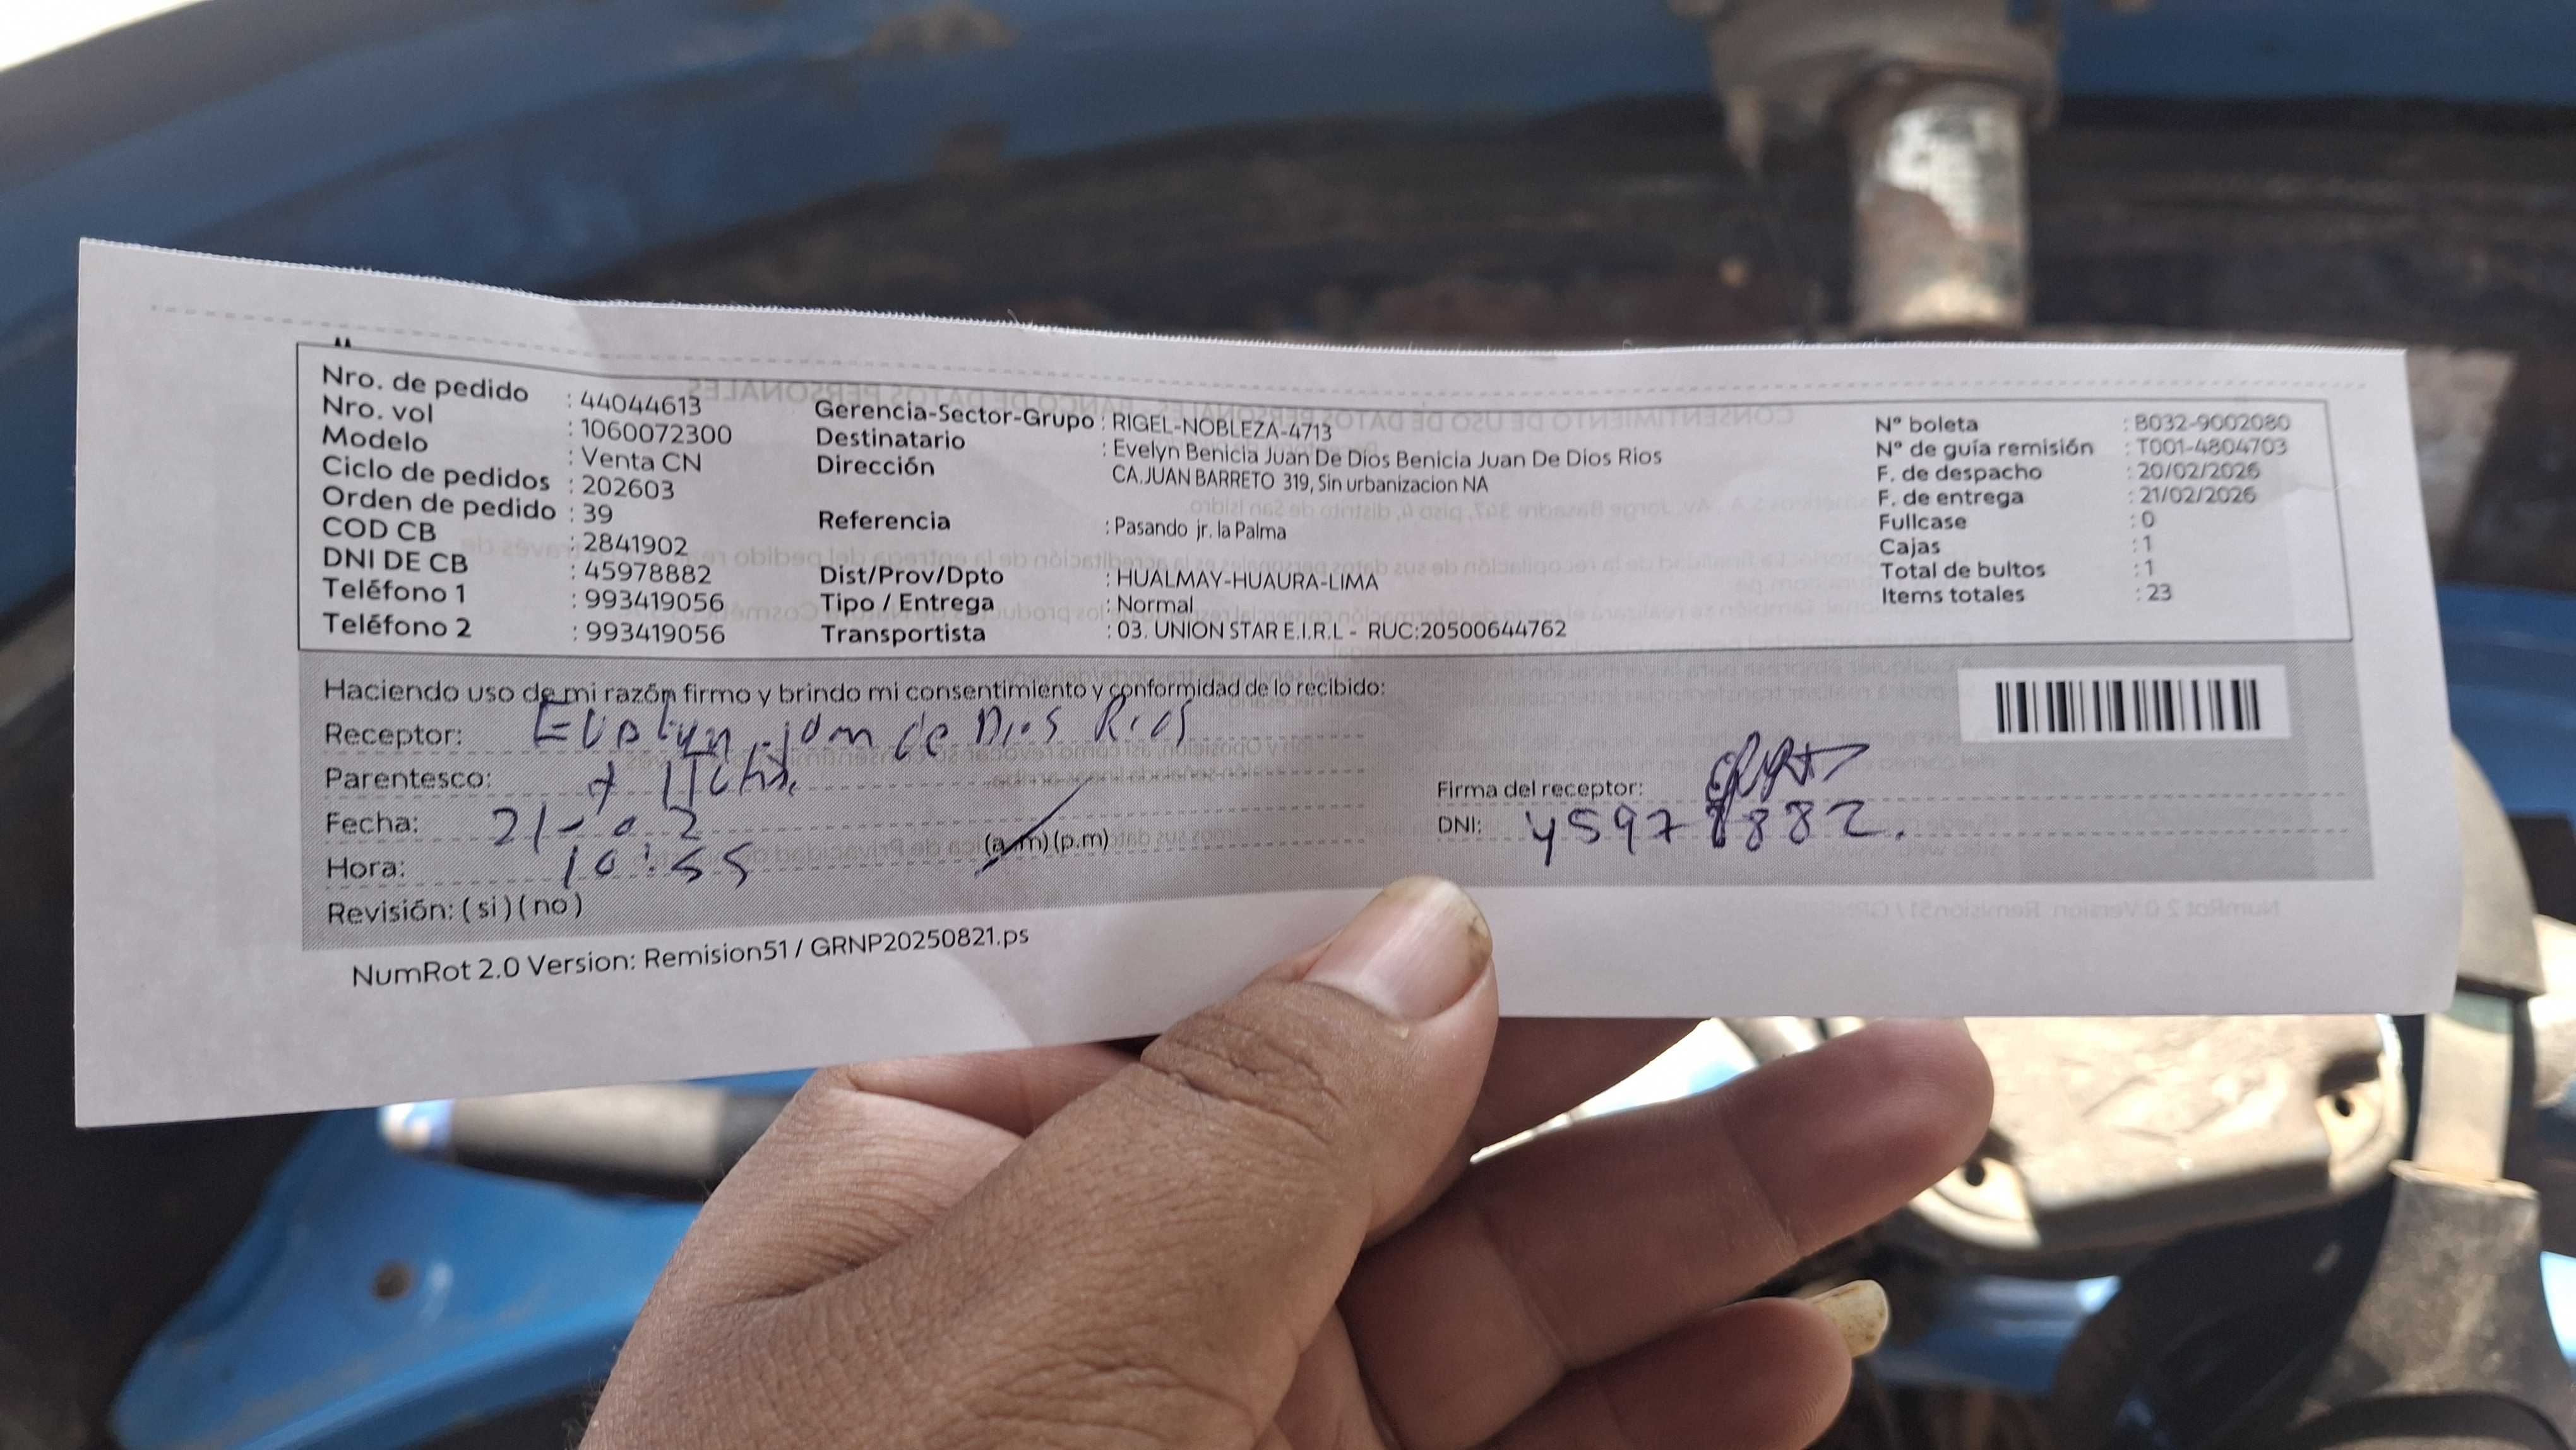 Nro. de pedido : 44044613
Nro. vol : 1060072300
Modelo : Venta CN
Ciclo de pedidos : 202603
Orden de pedido : 39
COD CB : 2841902
DNI DE CB : 45978882
Teléfono 1 : 993419056
Teléfono 2 : 993419056
Gerencia-Sector-Grupo : RIGEL-NOBLEZA-4713
Destinatario : Evelyn Benicia Juan De Dios Benicia Juan De Dios Rios
Dirección CA.JUAN BARRETO 319, Sin urbanizacion NA
Referencia : Pasando jr. la Palma
Dist/Prov/Dpto : HUALMAY-HUAURA-LIMA
Tipo / Entrega : Normal
Transportista : 03. UNION STAR E.I.R.L - RUC:20500644762
N° boleta : B032-9002080
N° de guía remisión : T001-4804703
F. de despacho : 20/02/2026
F. de entrega : 21/02/2026
Fullcase : 0
Cajas : 1
Total de bultos : 1
Items totales : 23
Haciendo uso de mi razón firmo y brindo mi consentimiento y conformidad de lo recibido:
Receptor: Evelyn de Dios Rios
Parentesco:
Fecha: 21-02
Hora: 10:55 (a.m)(p.m)
Revisión: (si)(no)
Firma del receptor:
DNI: 45978882.
NumRot 2.0 Version: Remision51 / GRNP20250821.ps